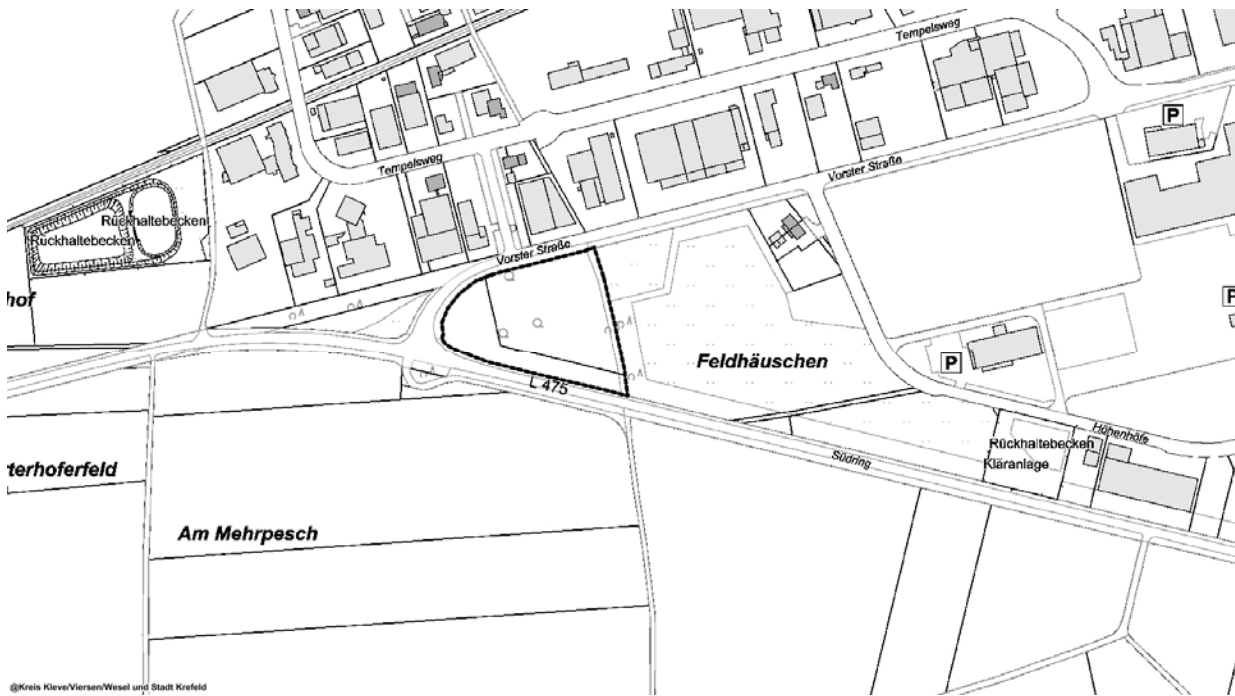 Tempelsweg
P
Tempelsweg
Vorster Straße
Rückhaltebecken
Rückhaltebecken
Vorster Straße
hof
P
Feldhäuschen
P
L 475
Höhenhöfe
Rückhaltebecken
Südring
Kläranlage
terhoferfeld
Am Mehrpesch
@Kreis Kleve/Viersen/Wesel und Stadt Krefeld